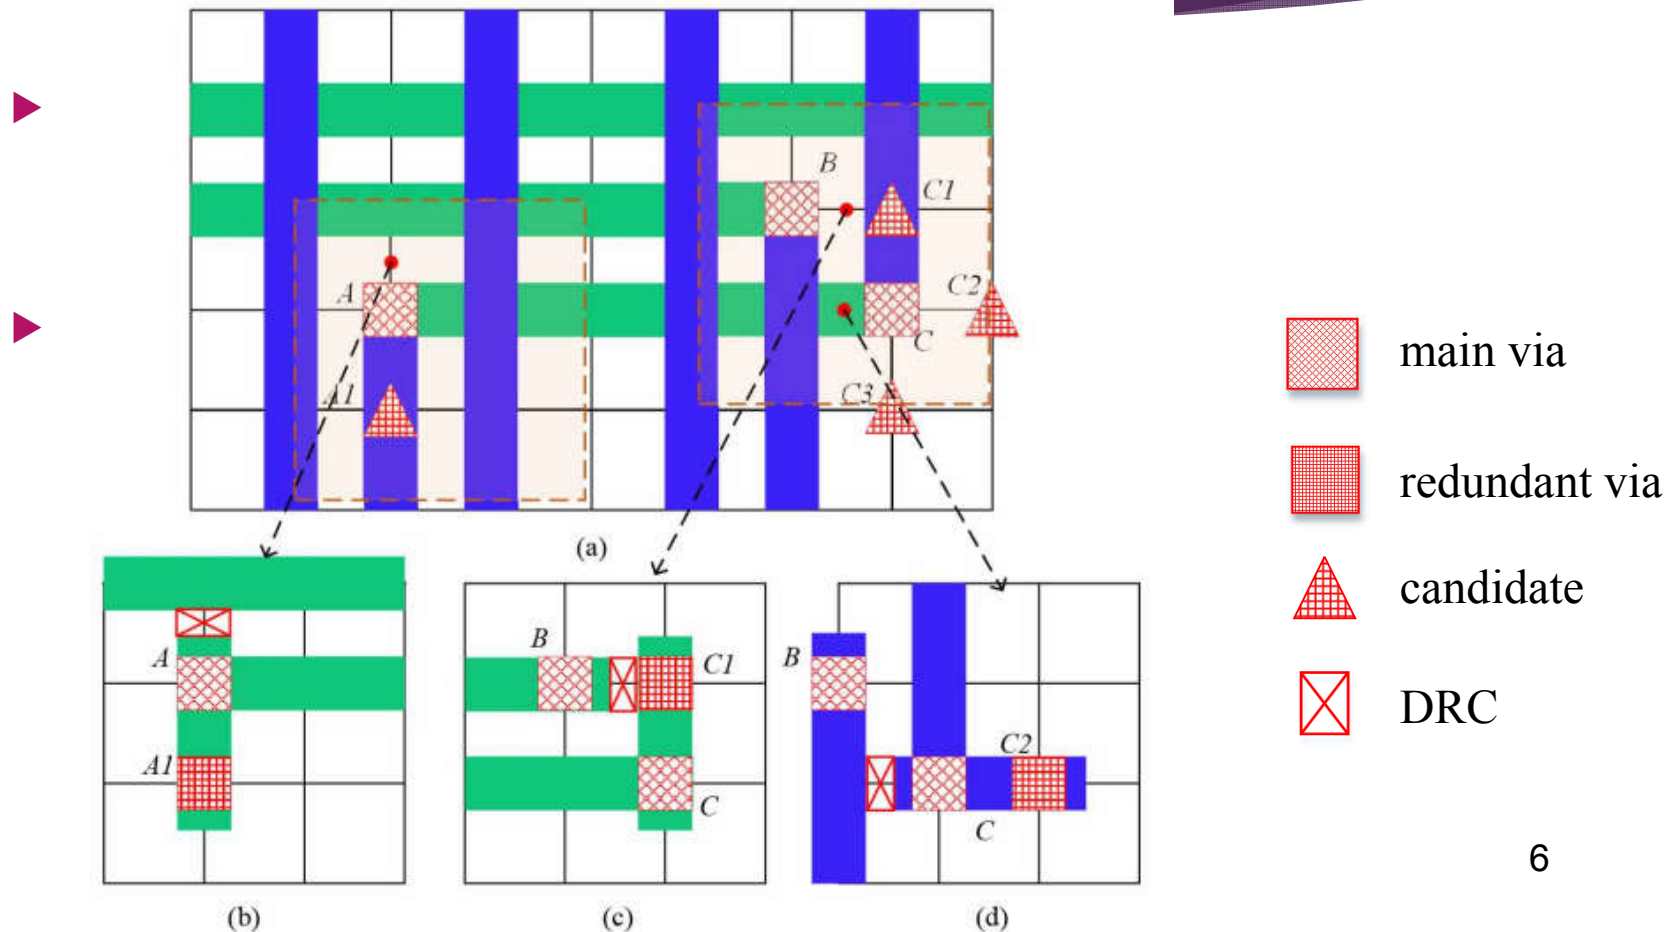 B
C1
A
C2
C
A1
C3
(a)
main via
redundant via
candidate
DRC
A
A1
(b)
B
C1
C
(c)
B
C2
C
(d)
6